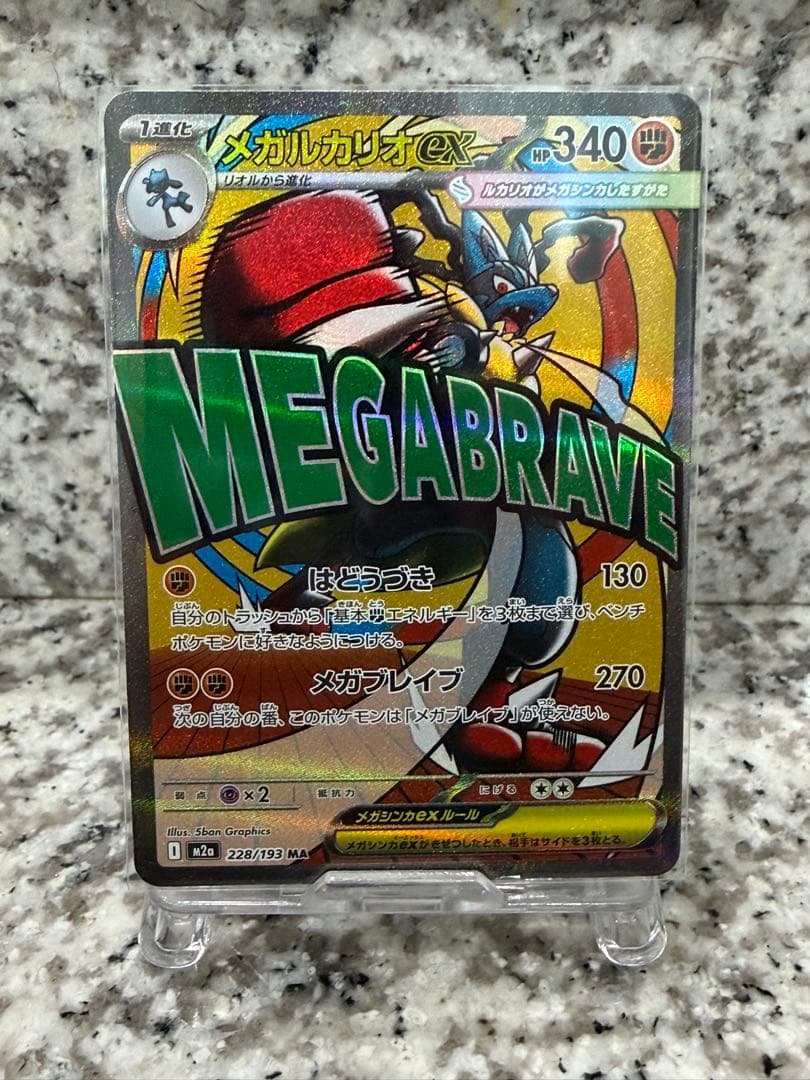 1進化
メガルカリオex
HP340
リオルから進化
ルカリオがメガシンカしたすがた
MEGABRAVE
はどうづき 130
自分のトラッシュから「基本エネルギー」を3枚まで選び、ベンチ
ポケモンに好きなようにつける。
メガブレイブ 270
次の自分の番、このポケモンは「メガブレイブ」が使えない。
弱点 ×2 抵抗力 にげる
メガシンカexルール
メガシンカexがきぜつしたとき、相手はサイドを3枚とる。
Illus. 5ban Graphics
I M2a 228/193 MA